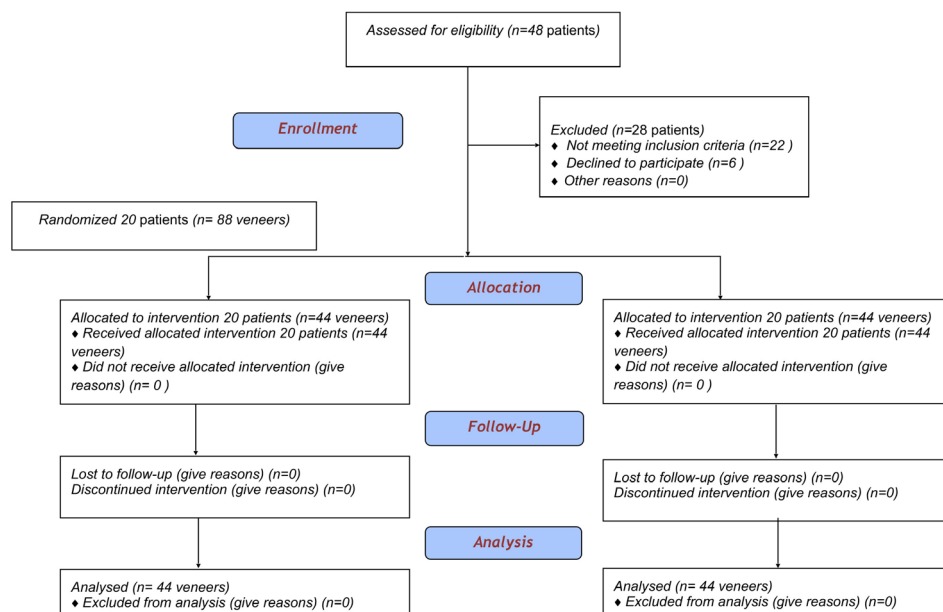 Assessed for eligibility (n=48 patients)
Enrollment
Excluded (n=28 patients)
♦ Not meeting inclusion criteria (n=22 )
♦ Declined to participate (n=6 )
♦ Other reasons (n=0)
Randomized 20 patients (n= 88 veneers)
Allocation
Allocated to intervention 20 patients (n=44 veneers)
♦ Received allocated intervention 20 patients (n=44
veneers)
♦ Did not receive allocated intervention (give
reasons) (n= 0 )
Allocated to intervention 20 patients (n=44 veneers)
♦ Received allocated intervention 20 patients (n=44
veneers)
♦ Did not receive allocated intervention (give
reasons) (n= 0 )
Follow-Up
Lost to follow-up (give reasons) (n=0)
Discontinued intervention (give reasons) (n=0)
Lost to follow-up (give reasons) (n=0)
Discontinued intervention (give reasons) (n=0)
Analysis
Analysed (n= 44 veneers)
♦ Excluded from analysis (give reasons) (n=0)
Analysed (n= 44 veneers)
♦ Excluded from analysis (give reasons) (n=0)